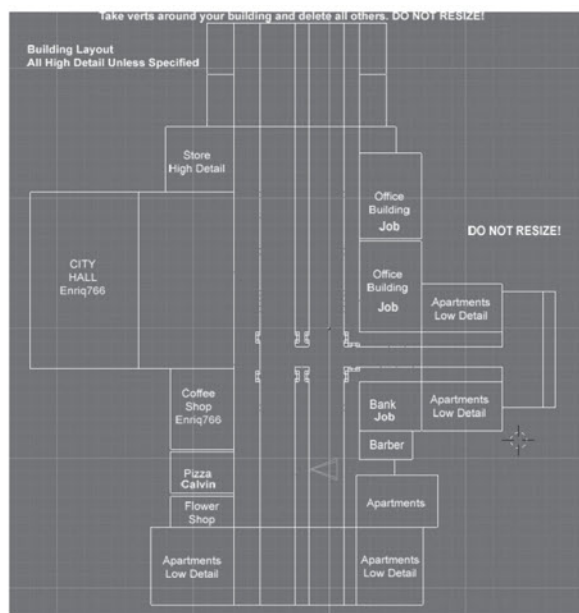 Take verts around your building and delete all others. DO NOT RESIZE!
Building Layout
All High Detail Unless Specified
Store
High Detail
Office
Building
Job
DO NOT RESIZE!
CITY
HALL
Enriq766
Office
Building
Job
Apartments
Low Detail
Coffee
Shop
Enriq766
Bank
Job
Apartments
Low Detail
Barber
Pizza
Calvin
Flower
Shop
Apartments
Apartments
Low Detail
Apartments
Low Detail